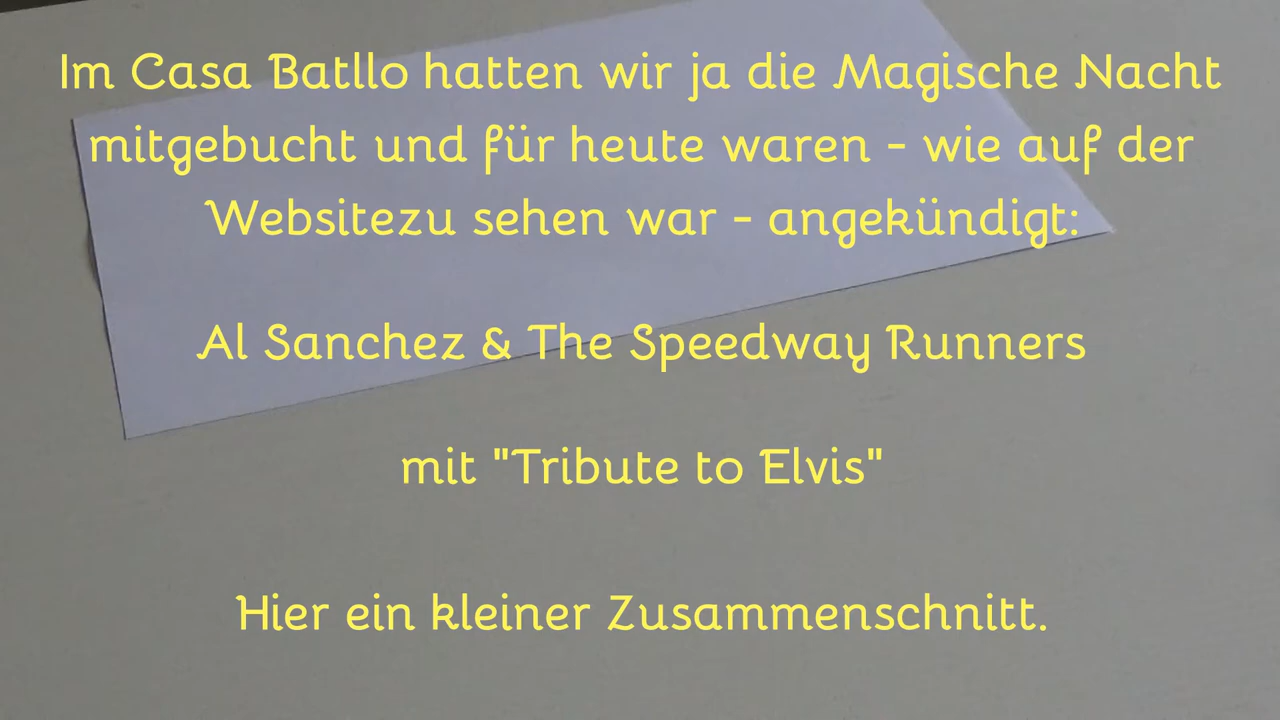 Im Casa Batllo hatten wir ja die Magische Nacht
mitgebucht und für heute waren - wie auf der
Websitezu sehen war - angekündigt:
Al Sanchez & The Speedway Runners
mit "Tribute to Elvis"
Hier ein kleiner Zusammenschnitt.